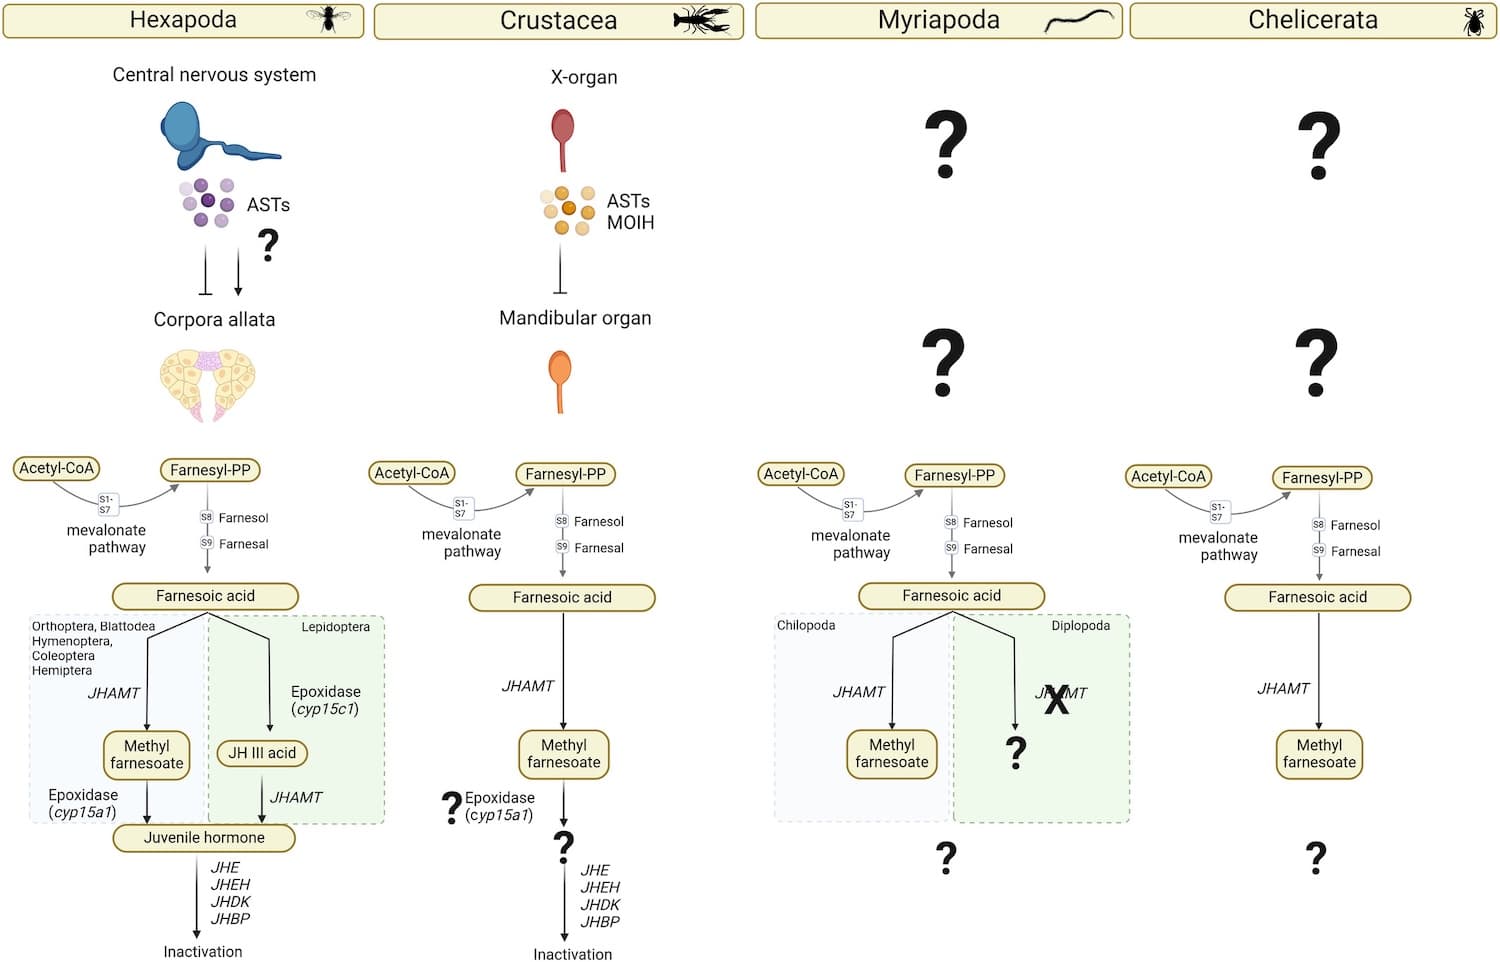 Hexapoda
Crustacea
Myriapoda
Chelicerata
Central nervous system
ASTs
?
Corpora allata
Acetyl-CoA
Farnesyl-PP
S1-
S7
mevalonate
pathway
S8 Farnesol
S9 Farnesal
Farnesoic acid
Orthoptera, Blattodea
Hymenoptera,
Coleoptera
Hemiptera
JHAMT
Methyl
farnesoate
Epoxidase
(cyp15a1)
Lepidoptera
Epoxidase
(cyp15c1)
JH III acid
JHAMT
Juvenile hormone
JHE
JHEH
JHDK
JHBP
Inactivation
X-organ
ASTs
MOIH
Mandibular organ
Acetyl-CoA
Farnesyl-PP
S1-
S7
mevalonate
pathway
S8 Farnesol
S9 Farnesal
Farnesoic acid
JHAMT
Methyl
farnesoate
? Epoxidase
(cyp15a1)
?
JHE
JHEH
JHDK
JHBP
Inactivation
?
?
Acetyl-CoA
Farnesyl-PP
S1-
S7
mevalonate
pathway
S8 Farnesol
S9 Farnesal
Farnesoic acid
Chilopoda
JHAMT
Methyl
farnesoate
Diplopoda
JHAMT
X
?
?
?
?
Acetyl-CoA
Farnesyl-PP
S1-
S7
mevalonate
pathway
S8 Farnesol
S9 Farnesal
Farnesoic acid
JHAMT
Methyl
farnesoate
?